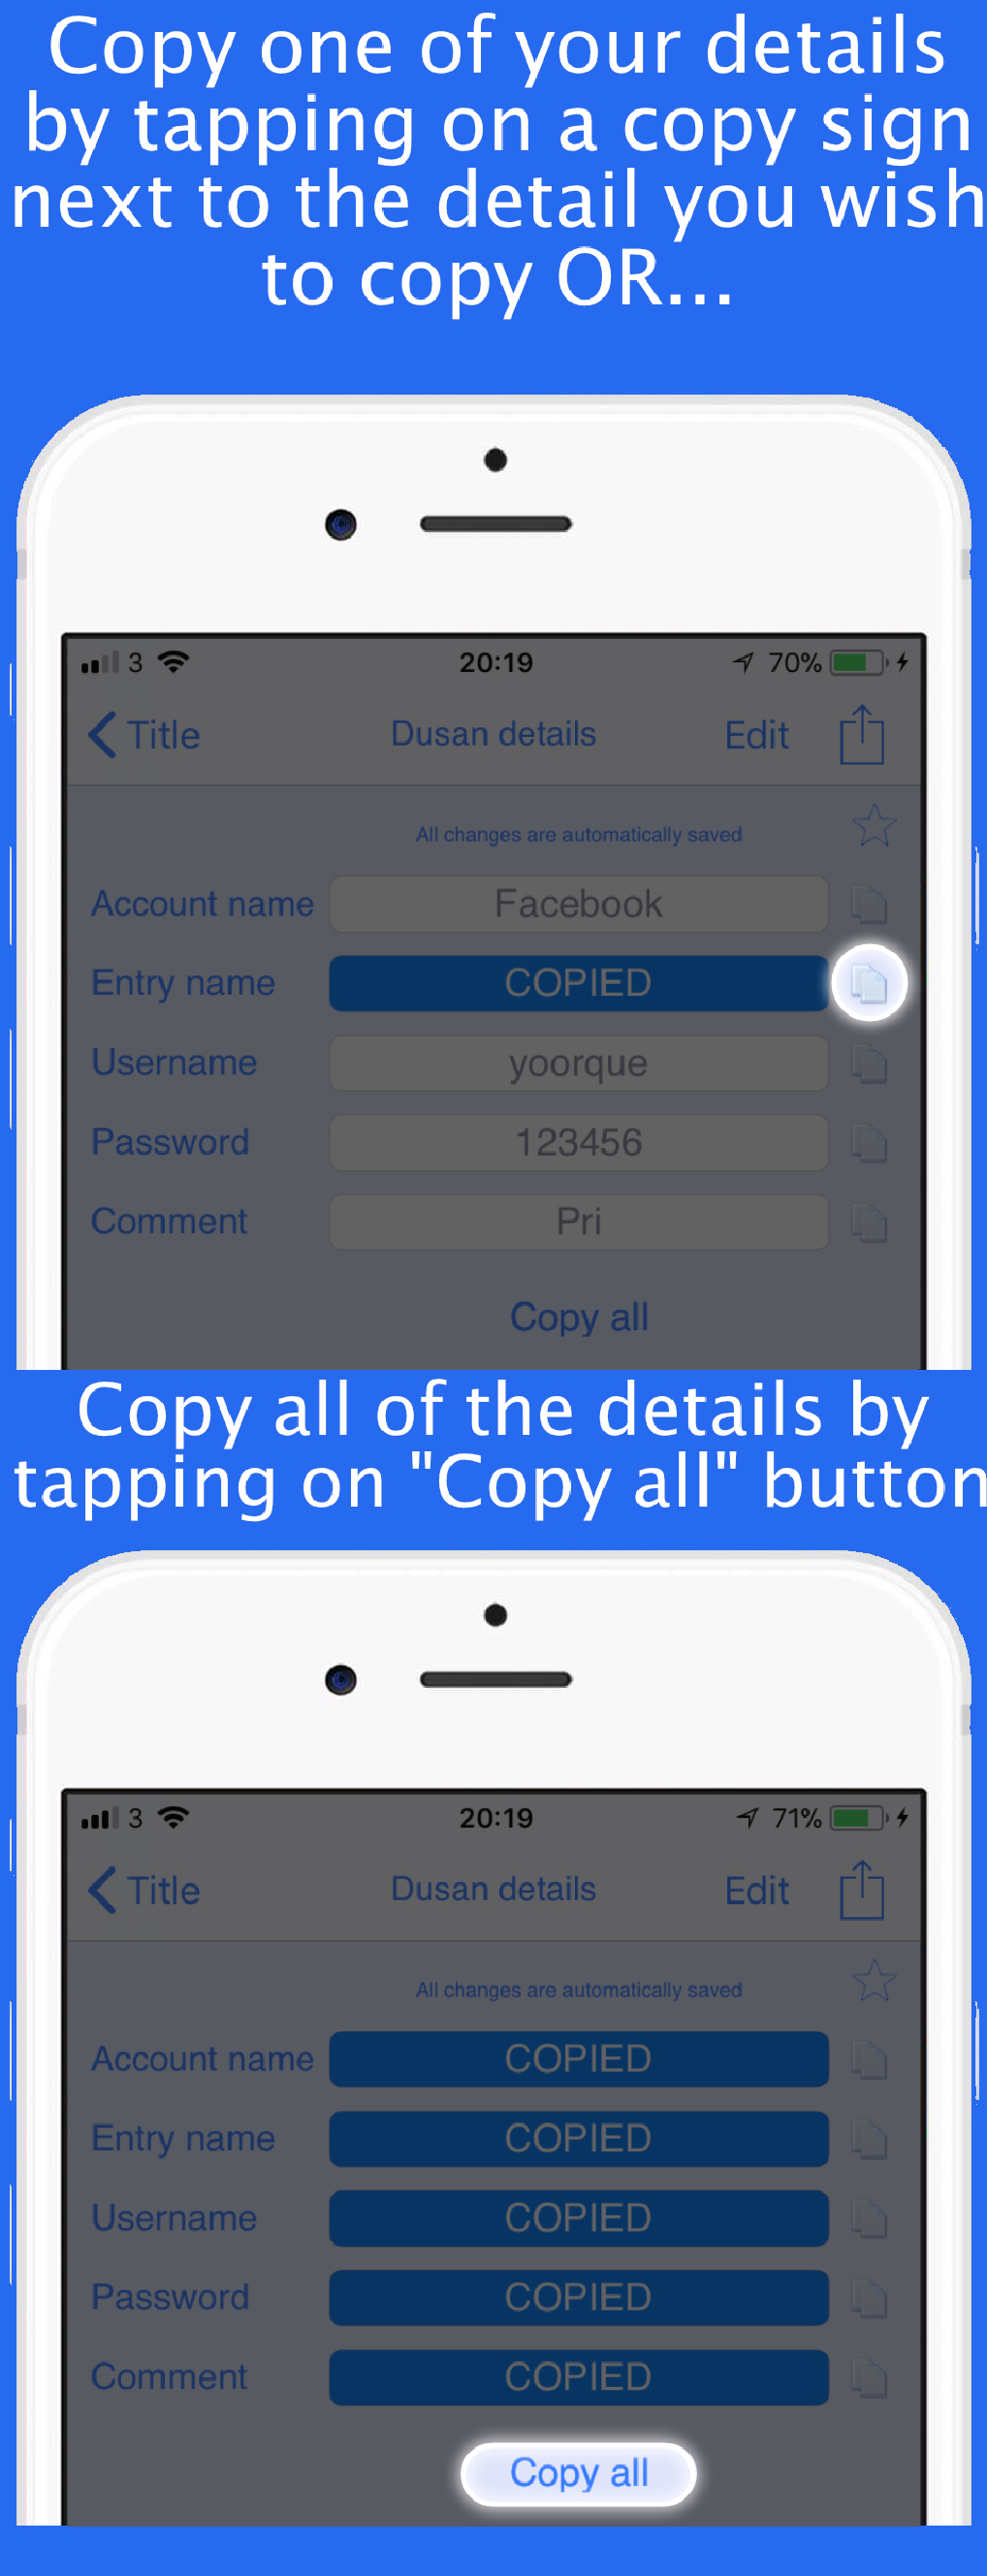 Copy one of your details
by tapping on a copy sign
next to the detail you wish
to copy OR...
3 20:19 70%
Title Dusan details Edit
All changes are automatically saved
Account name Facebook
Entry name COPIED
Username yoorque
Password 123456
Comment Pri
Copy all
Copy all of the details by
tapping on "Copy all" button
3 20:19 71%
Title Dusan details Edit
All changes are automatically saved
Account name COPIED
Entry name COPIED
Username COPIED
Password COPIED
Comment COPIED
Copy all